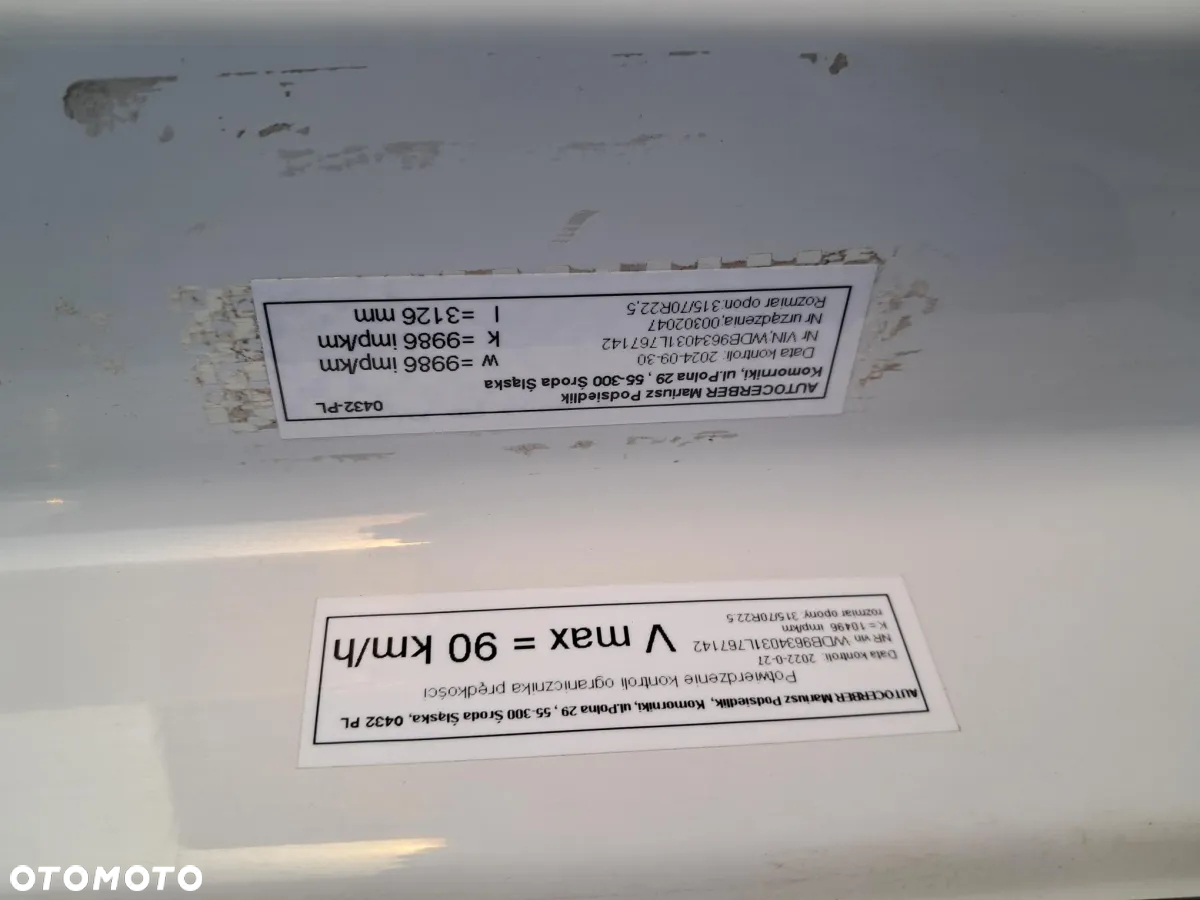 AUTOCERBER Mariusz Podsiedlik, Komorniki, ul.Polna 29 , 55-300 Środa Śląska, 0432 PL
Potwierdzenie kontroli ogranicznika prędkości
Data kontroli: 2022-0-27
NR vin WDB9634031L767142
K= 10496 imp/km
rozmiar opony: 315/70R22.5
V max = 90 km/h
AUTOCERBER Mariusz Podsiedlik
Komorniki, ul.Polna 29 , 55-300 Środa Śląska
0432-PL
Data kontroli: 2024-09-30
Nr VIN,WDB9634031L767142
Nr urządzenia;00302047
Rozmiar opon:315/70R22,5
w =9986 imp/km
K =9986 imp/km
l =3126 mm
OTOMOTO